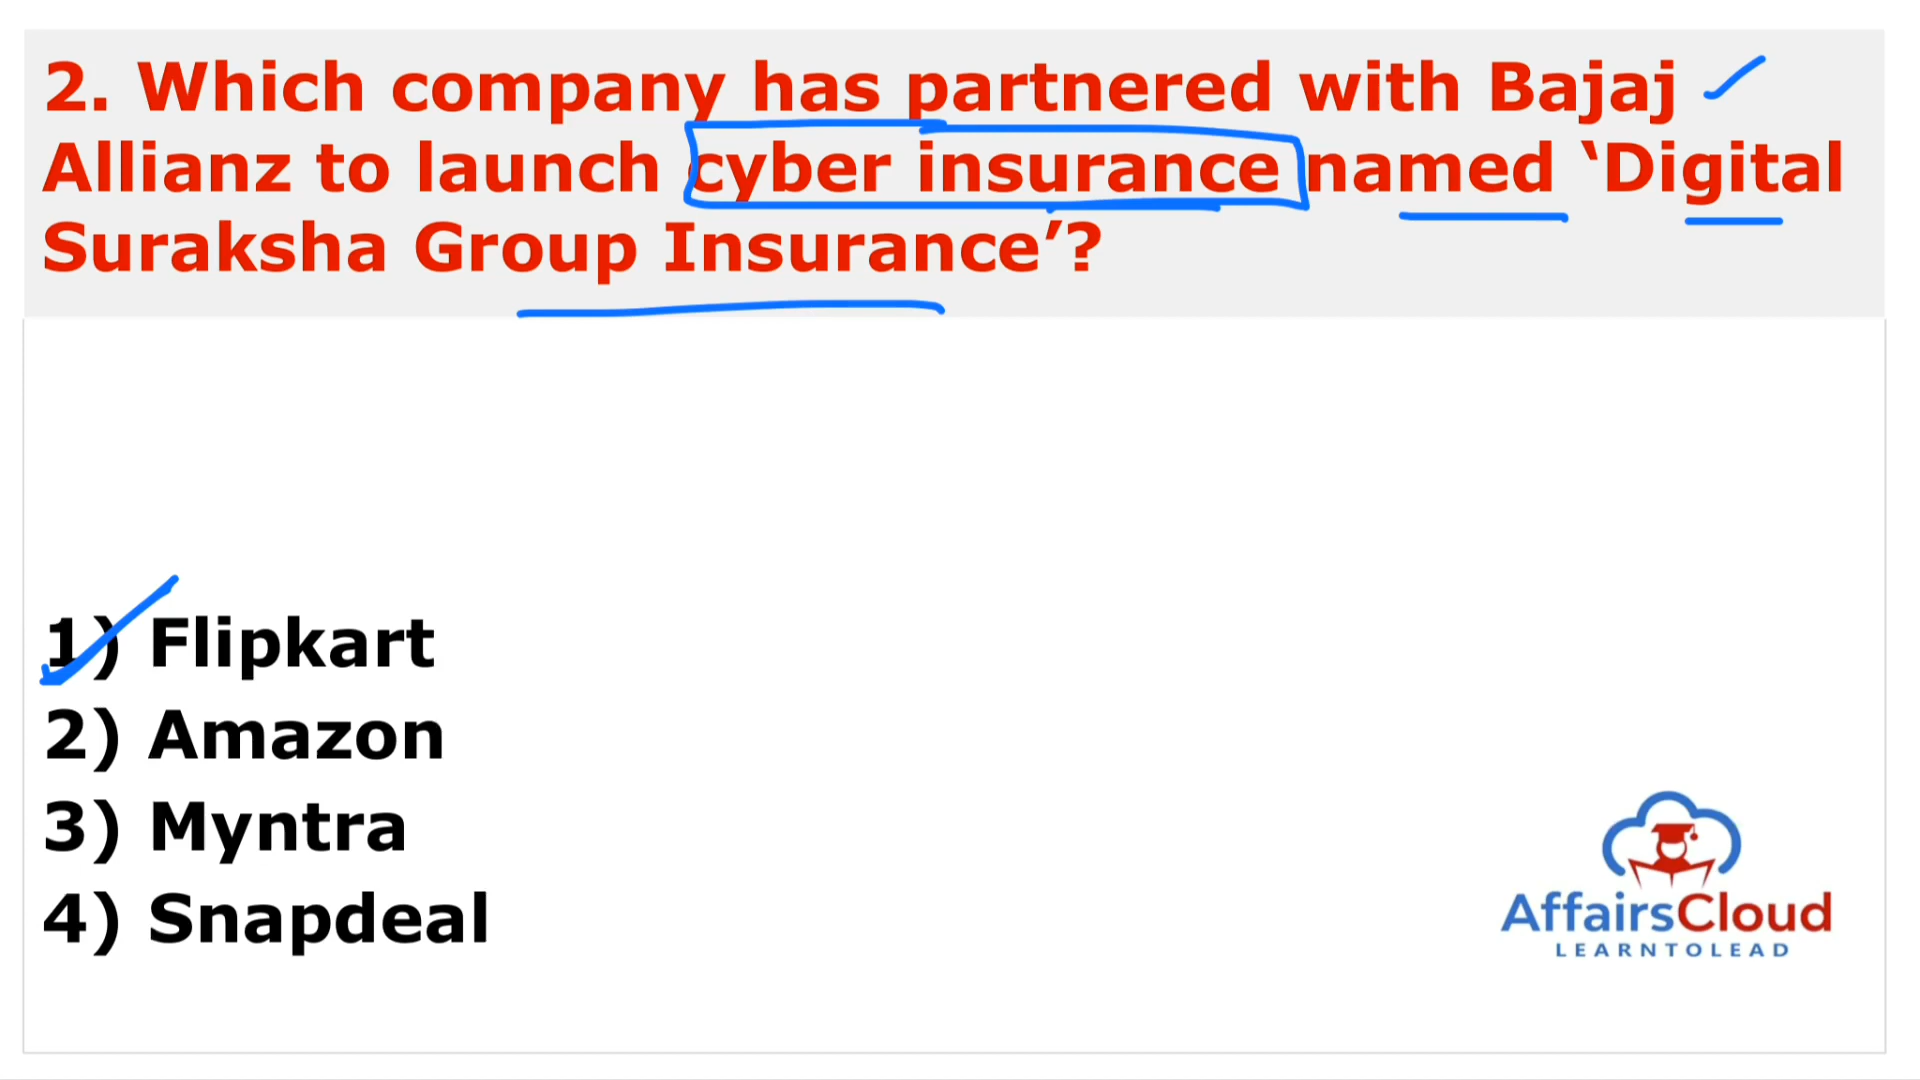 2. Which company has partnered with Bajaj
Allianz to launch cyber insurance named ‘Digital
Suraksha Group Insurance’?
1) Flipkart
2) Amazon
3) Myntra
4) Snapdeal
AffairsCloud
LEARNTOLEAD